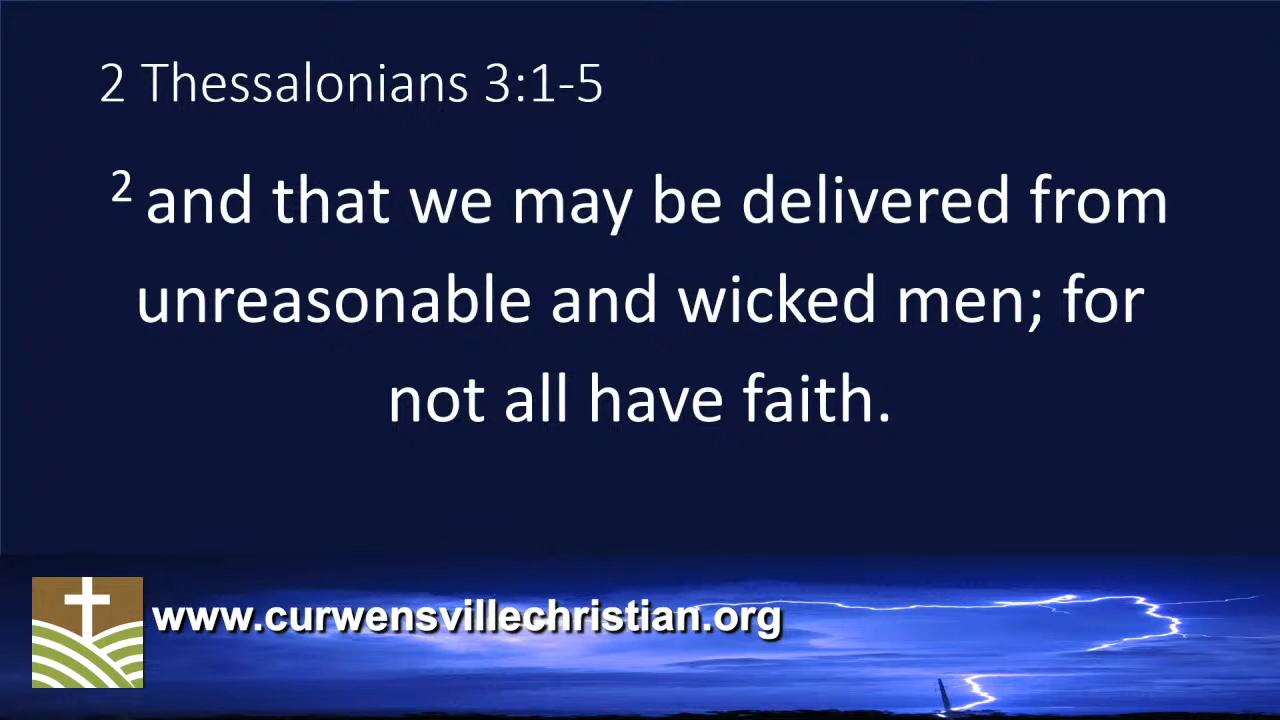 2 Thessalonians 3:1-5
2 and that we may be delivered from
unreasonable and wicked men; for
not all have faith.
www.curwensvillechristian.org